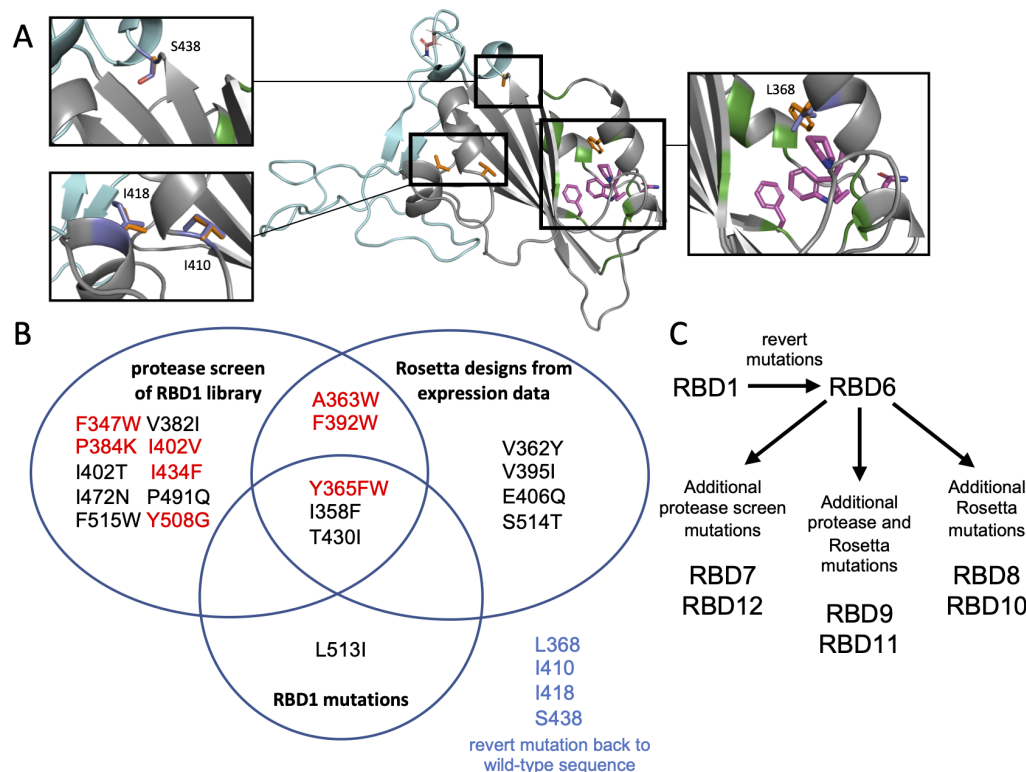 A
S438
I418
I410
L368
B
protease screen
of RBD1 library
F347W V382I
P384K I402V
I402T I434F
I472N P491Q
F515W Y508G
A363W
F392W
Rosetta designs from
expression data
V362Y
V395I
E406Q
S514T
Y365FW
I358F
T430I
L513I
RBD1 mutations
L368
I410
I418
S438
revert mutation back to
wild-type sequence
C
revert
mutations
RBD1
RBD6
Additional
protease screen
mutations
RBD7
RBD12
Additional
protease and
Rosetta
mutations
RBD9
RBD11
Additional
Rosetta
mutations
RBD8
RBD10